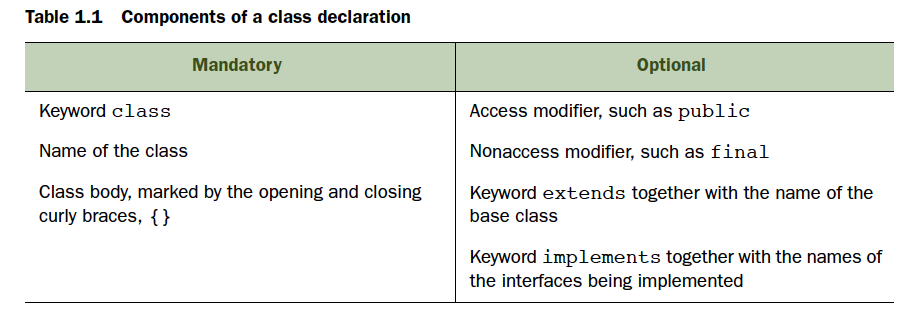 Table 1.1 Components of a class declaration
Mandatory
Optional
Keyword class
Access modifier, such as public
Name of the class
Nonaccess modifier, such as final
Class body, marked by the opening and closing
curly braces, {}
Keyword extends together with the name of the
base class
Keyword implements together with the names of
the interfaces being implemented